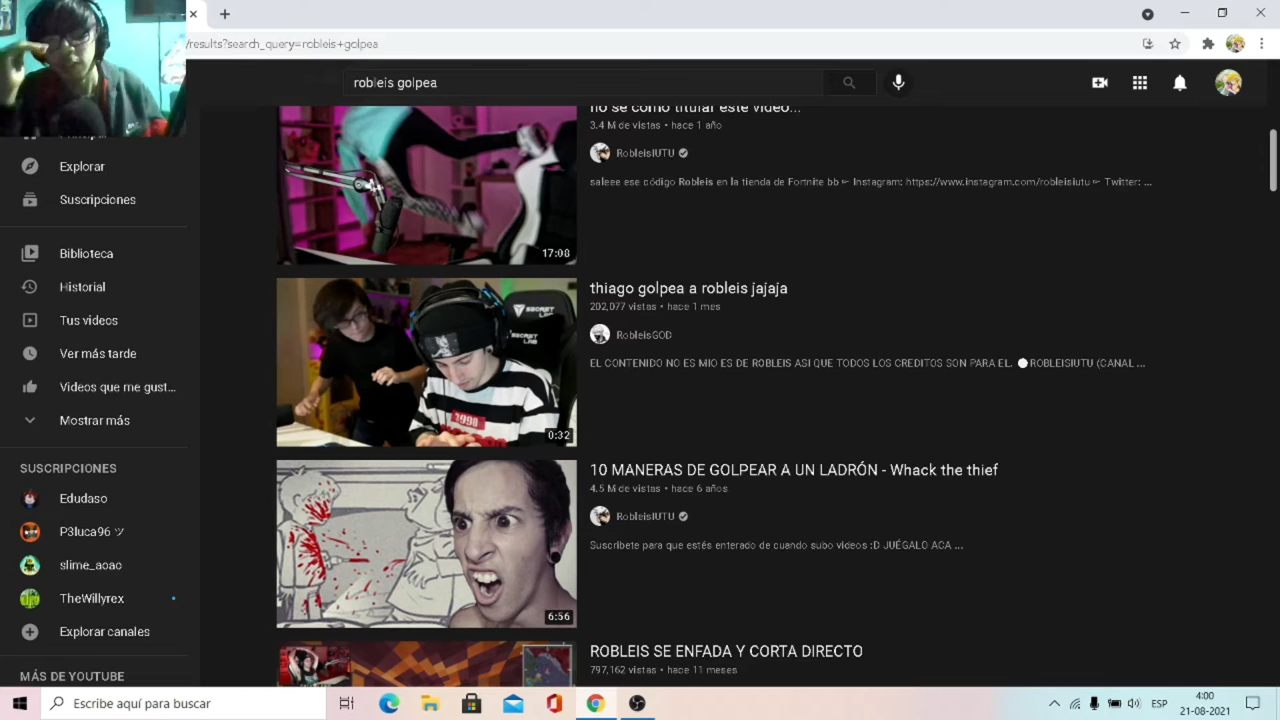 /results?search_query=robleis+golpea
robleis golpea
Explorar
Suscripciones
Biblioteca
Historial
Tus videos
Ver más tarde
Videos que me gust...
Mostrar más
SUSCRIPCIONES
Edudaso
P3luca96 ツ
slime_aoao
TheWillyrex
Explorar canales
MÁS DE YOUTUBE
no se como titular este video...
3.4 M de vistas • hace 1 año
RobleisIUTU
saleee ese código Robleis en la tienda de Fortnite bb ➳ Instagram: https://www.instagram.com/robleisiutu ➳ Twitter: ...
17:08
thiago golpea a robleis jajaja
202,077 vistas • hace 1 mes
RobleisGOD
EL CONTENIDO NO ES MIO ES DE ROBLEIS ASI QUE TODOS LOS CREDITOS SON PARA EL. ⚪ROBLEISIUTU (CANAL ...
SECRET LAB
1998
0:32
10 MANERAS DE GOLPEAR A UN LADRÓN - Whack the thief
4.5 M de vistas • hace 6 años
RobleisIUTU
Suscribete para que estés enterado de cuando subo videos :D JUÉGALO ACA ...
6:56
ROBLEIS SE ENFADA Y CORTA DIRECTO
797,162 vistas • hace 11 meses
Escribe aquí para buscar
ESP
4:00
21-08-2021